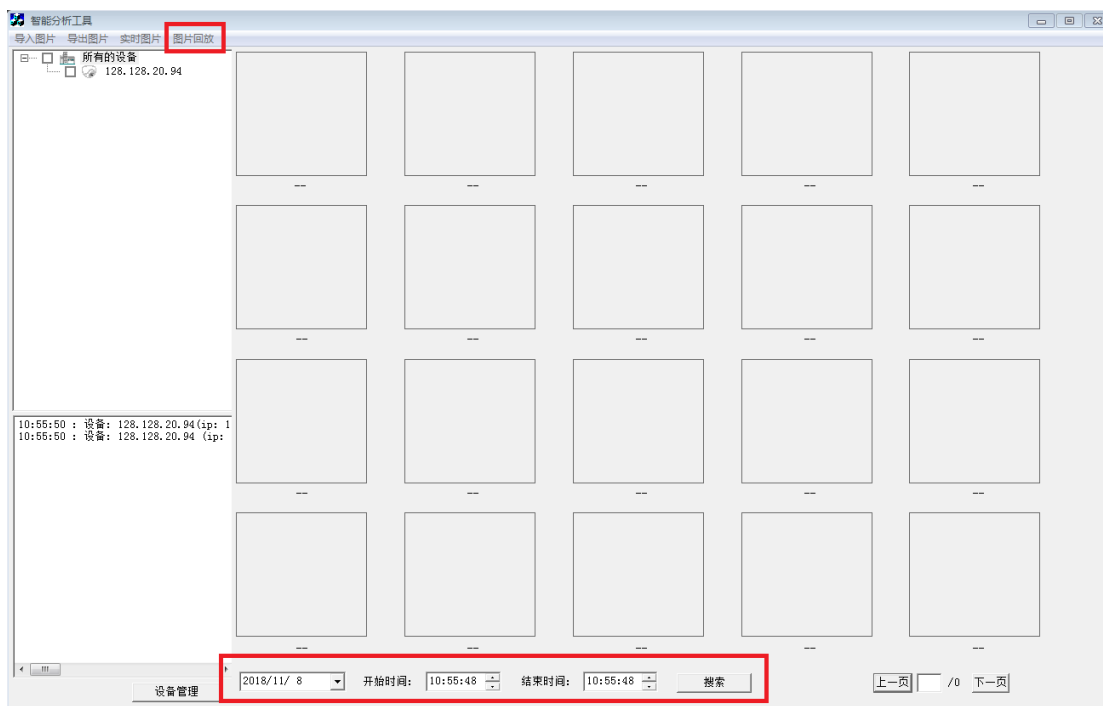 智能分析工具
导入图片 导出图片 实时图片 图片回放
所有的设备
128.128.20.94
-- -- -- -- --
-- -- -- -- --
10:55:50 : 设备: 128.128.20.94(ip: 1
10:55:50 : 设备: 128.128.20.94 (ip:
-- -- -- -- --
-- -- -- -- --
2018/11/ 8 开始时间: 10:55:48 结束时间: 10:55:48 搜索 上一页 /0 下一页
设备管理